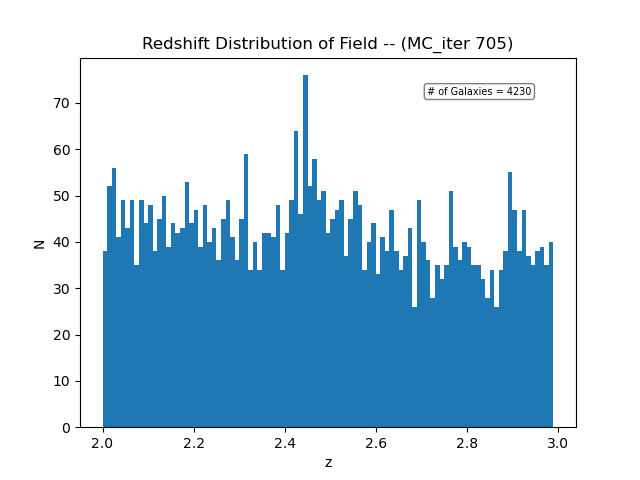 Redshift Distribution of Field -- (MC_iter 705)
# of Galaxies = 4230
70
60
50
40
30
20
10
0
N
2.0 2.2 2.4 2.6 2.8 3.0
z